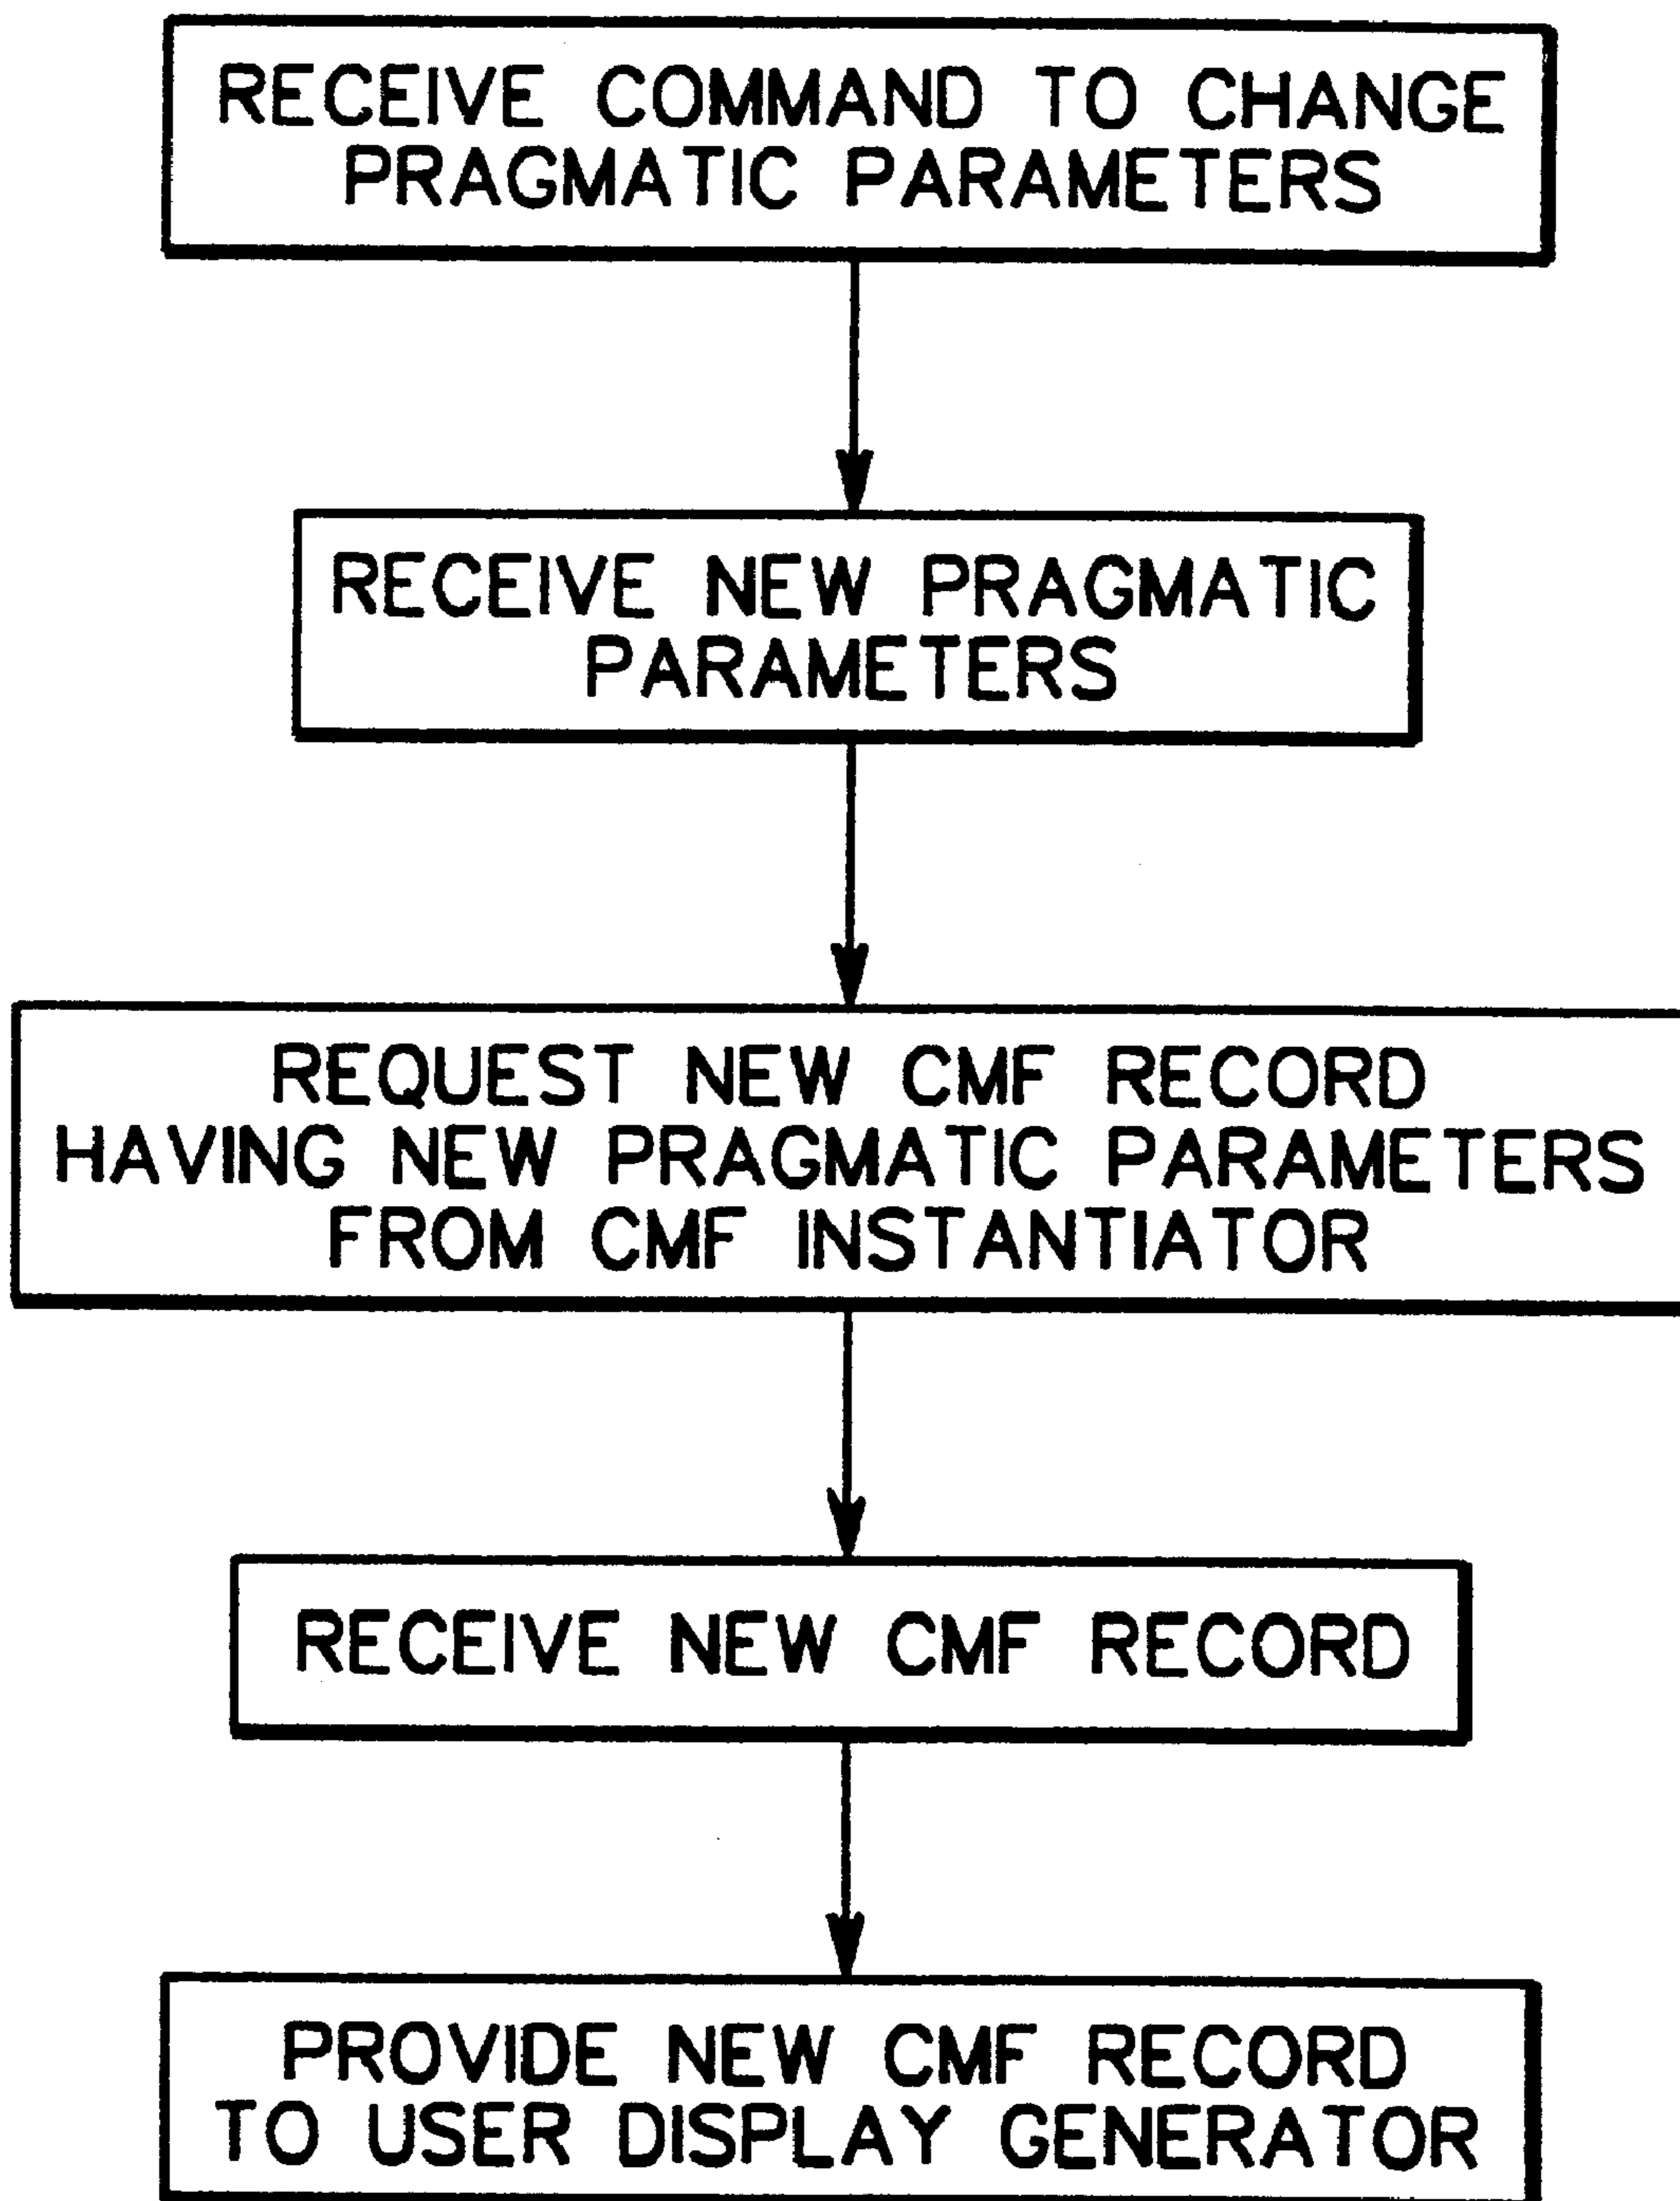 RECEIVE COMMAND TO CHANGE
PRAGMATIC PARAMETERS
RECEIVE NEW PRAGMATIC
PARAMETERS
REQUEST NEW CMF RECORD
HAVING NEW PRAGMATIC PARAMETERS
FROM CMF INSTANTIATOR
RECEIVE NEW CMF RECORD
PROVIDE NEW CMF RECORD
TO USER DISPLAY GENERATOR